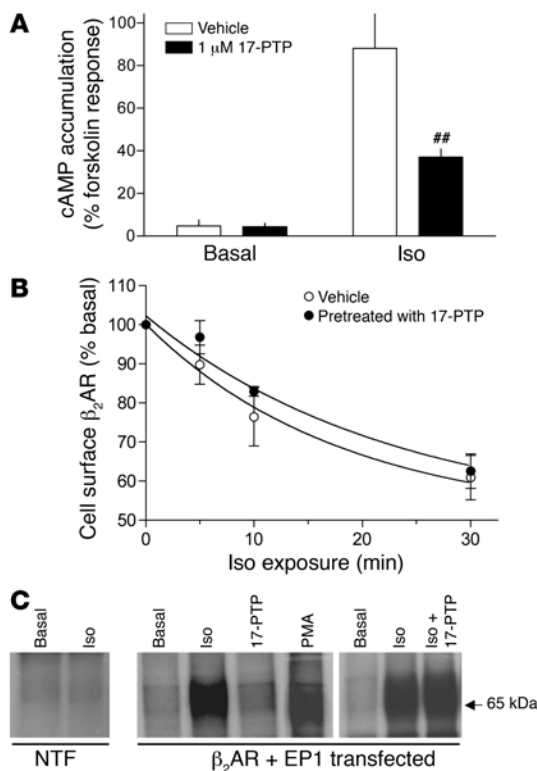 A
Vehicle
1 μM 17-PTP
cAMP accumulation
(% forskolin response)
100
80
60
40
20
0
##
Basal
Iso
B
Vehicle
Pretreated with 17-PTP
Cell surface β₂AR (% basal)
110
100
90
80
70
60
50
0
10
20
30
Iso exposure (min)
C
Basal
Iso
Basal
Iso
17-PTP
PMA
Basal
Iso
Iso +
17-PTP
← 65 kDa
NTF
β₂AR + EP1 transfected